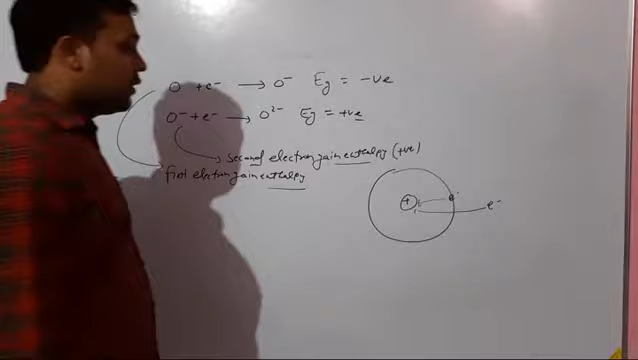 O + e⁻ → O⁻ Eg = -ve
O⁻ + e⁻ → O²⁻ Eg = +ve
Second electron gain enthalpy (+ve)
first electron gain enthalpy
+ e⁻ e⁻